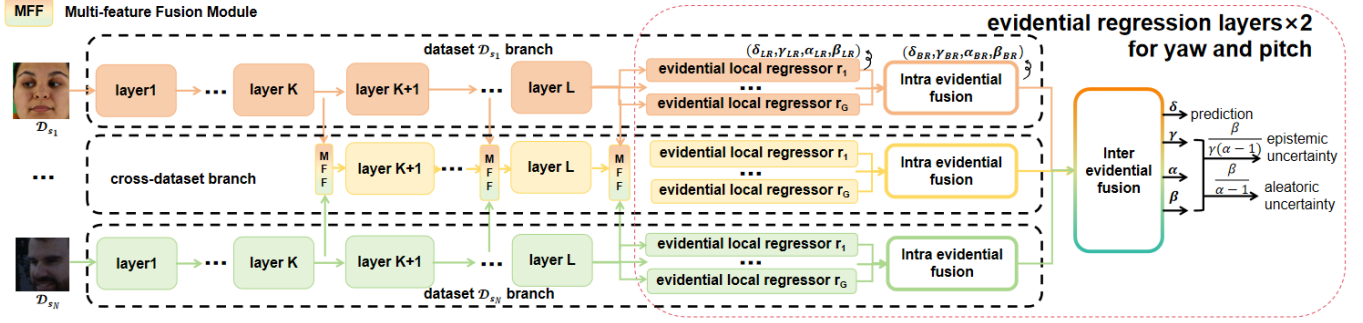 MFF Multi-feature Fusion Module
evidential regression layers×2
for yaw and pitch
dataset 𝒟s₁ branch
(δLR,γLR,αLR,βLR)
(δBR,γBR,αBR,βBR)
layer1 ... layer K layer K+1 ... layer L
evidential local regressor r₁
...
evidential local regressor rG
Intra evidential
fusion
𝒟s₁
...
cross-dataset branch
MFF
layer K+1 ...
MFF
layer L
MFF
evidential local regressor r₁
...
evidential local regressor rG
Intra evidential
fusion
layer1 ... layer K layer K+1 ... layer L
evidential local regressor r₁
...
evidential local regressor rG
Intra evidential
fusion
𝒟sN
dataset 𝒟sN branch
Inter
evidential
fusion
δ prediction
γ
α
β
β/γ(α−1) epistemic
uncertainty
β/α−1 aleatoric
uncertainty